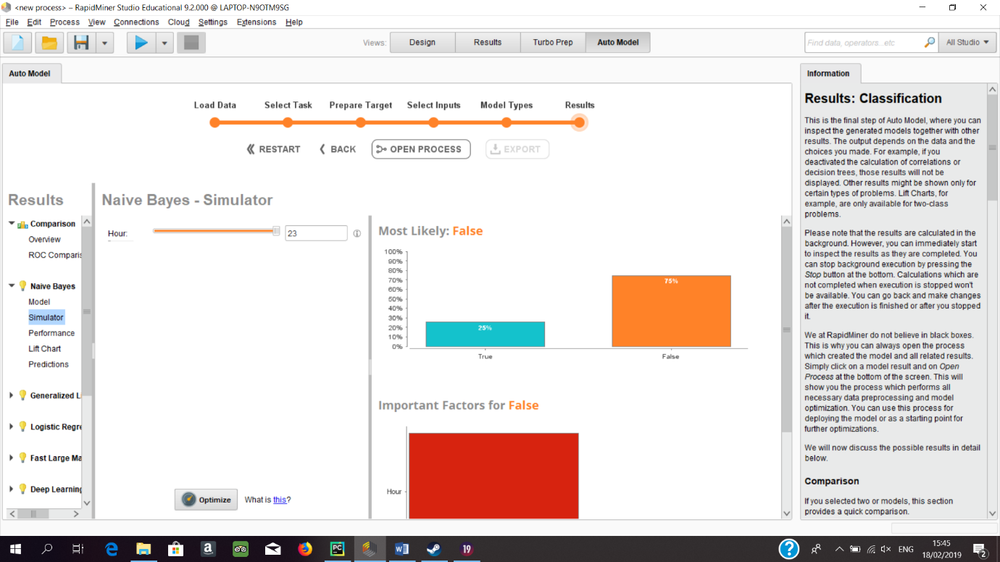 <new process> – RapidMiner Studio Educational 9.2.000 @ LAPTOP-N9OTM9SG
File Edit Process View Connections Cloud Settings Extensions Help
Views: Design Results Turbo Prep Auto Model
Find data, operators...etc All Studio
Auto Model
Load Data Select Task Prepare Target Select Inputs Model Types Results
RESTART BACK OPEN PROCESS EXPORT
Results
Comparison
Overview
ROC Comparis
Naive Bayes
Model
Simulator
Performance
Lift Chart
Predictions
Generalized Li
Logistic Regre
Fast Large Ma
Deep Learning
Naive Bayes - Simulator
Hour: 23
Optimize What is this?
Most Likely: False
100%
90%
80%
70%
60%
50%
40%
30%
20%
10%
0%
25%
75%
True False
Important Factors for False
Hour
Information
Results: Classification
This is the final step of Auto Model, where you can
inspect the generated models together with other
results. The output depends on the data and the
choices you made. For example, if you
deactivated the calculation of correlations or
decision trees, those results will not be
displayed. Other results might be shown only for
certain types of problems. Lift Charts, for
example, are only available for two-class
problems.
Please note that the results are calculated in the
background. However, you can immediately start
to inspect the results as they are completed. You
can stop background execution by pressing the
Stop button at the bottom. Calculations which are
not completed when execution is stopped won't
be available. You can go back and make changes
after the execution is finished or after you stopped
it.
We at RapidMiner do not believe in black boxes.
This is why you can always open the process
which created the model and all related results.
Simply click on a model result and on Open
Process at the bottom of the screen. This will
show you the process which performs all
necessary data preprocessing and model
optimization. You can use this process for
deploying the model or as a starting point for
further optimizations.
We will now discuss the possible results in detail
below.
Comparison
If you selected two or models, this section
provides a quick comparison.
PC
19
ENG
15:45
18/02/2019
2